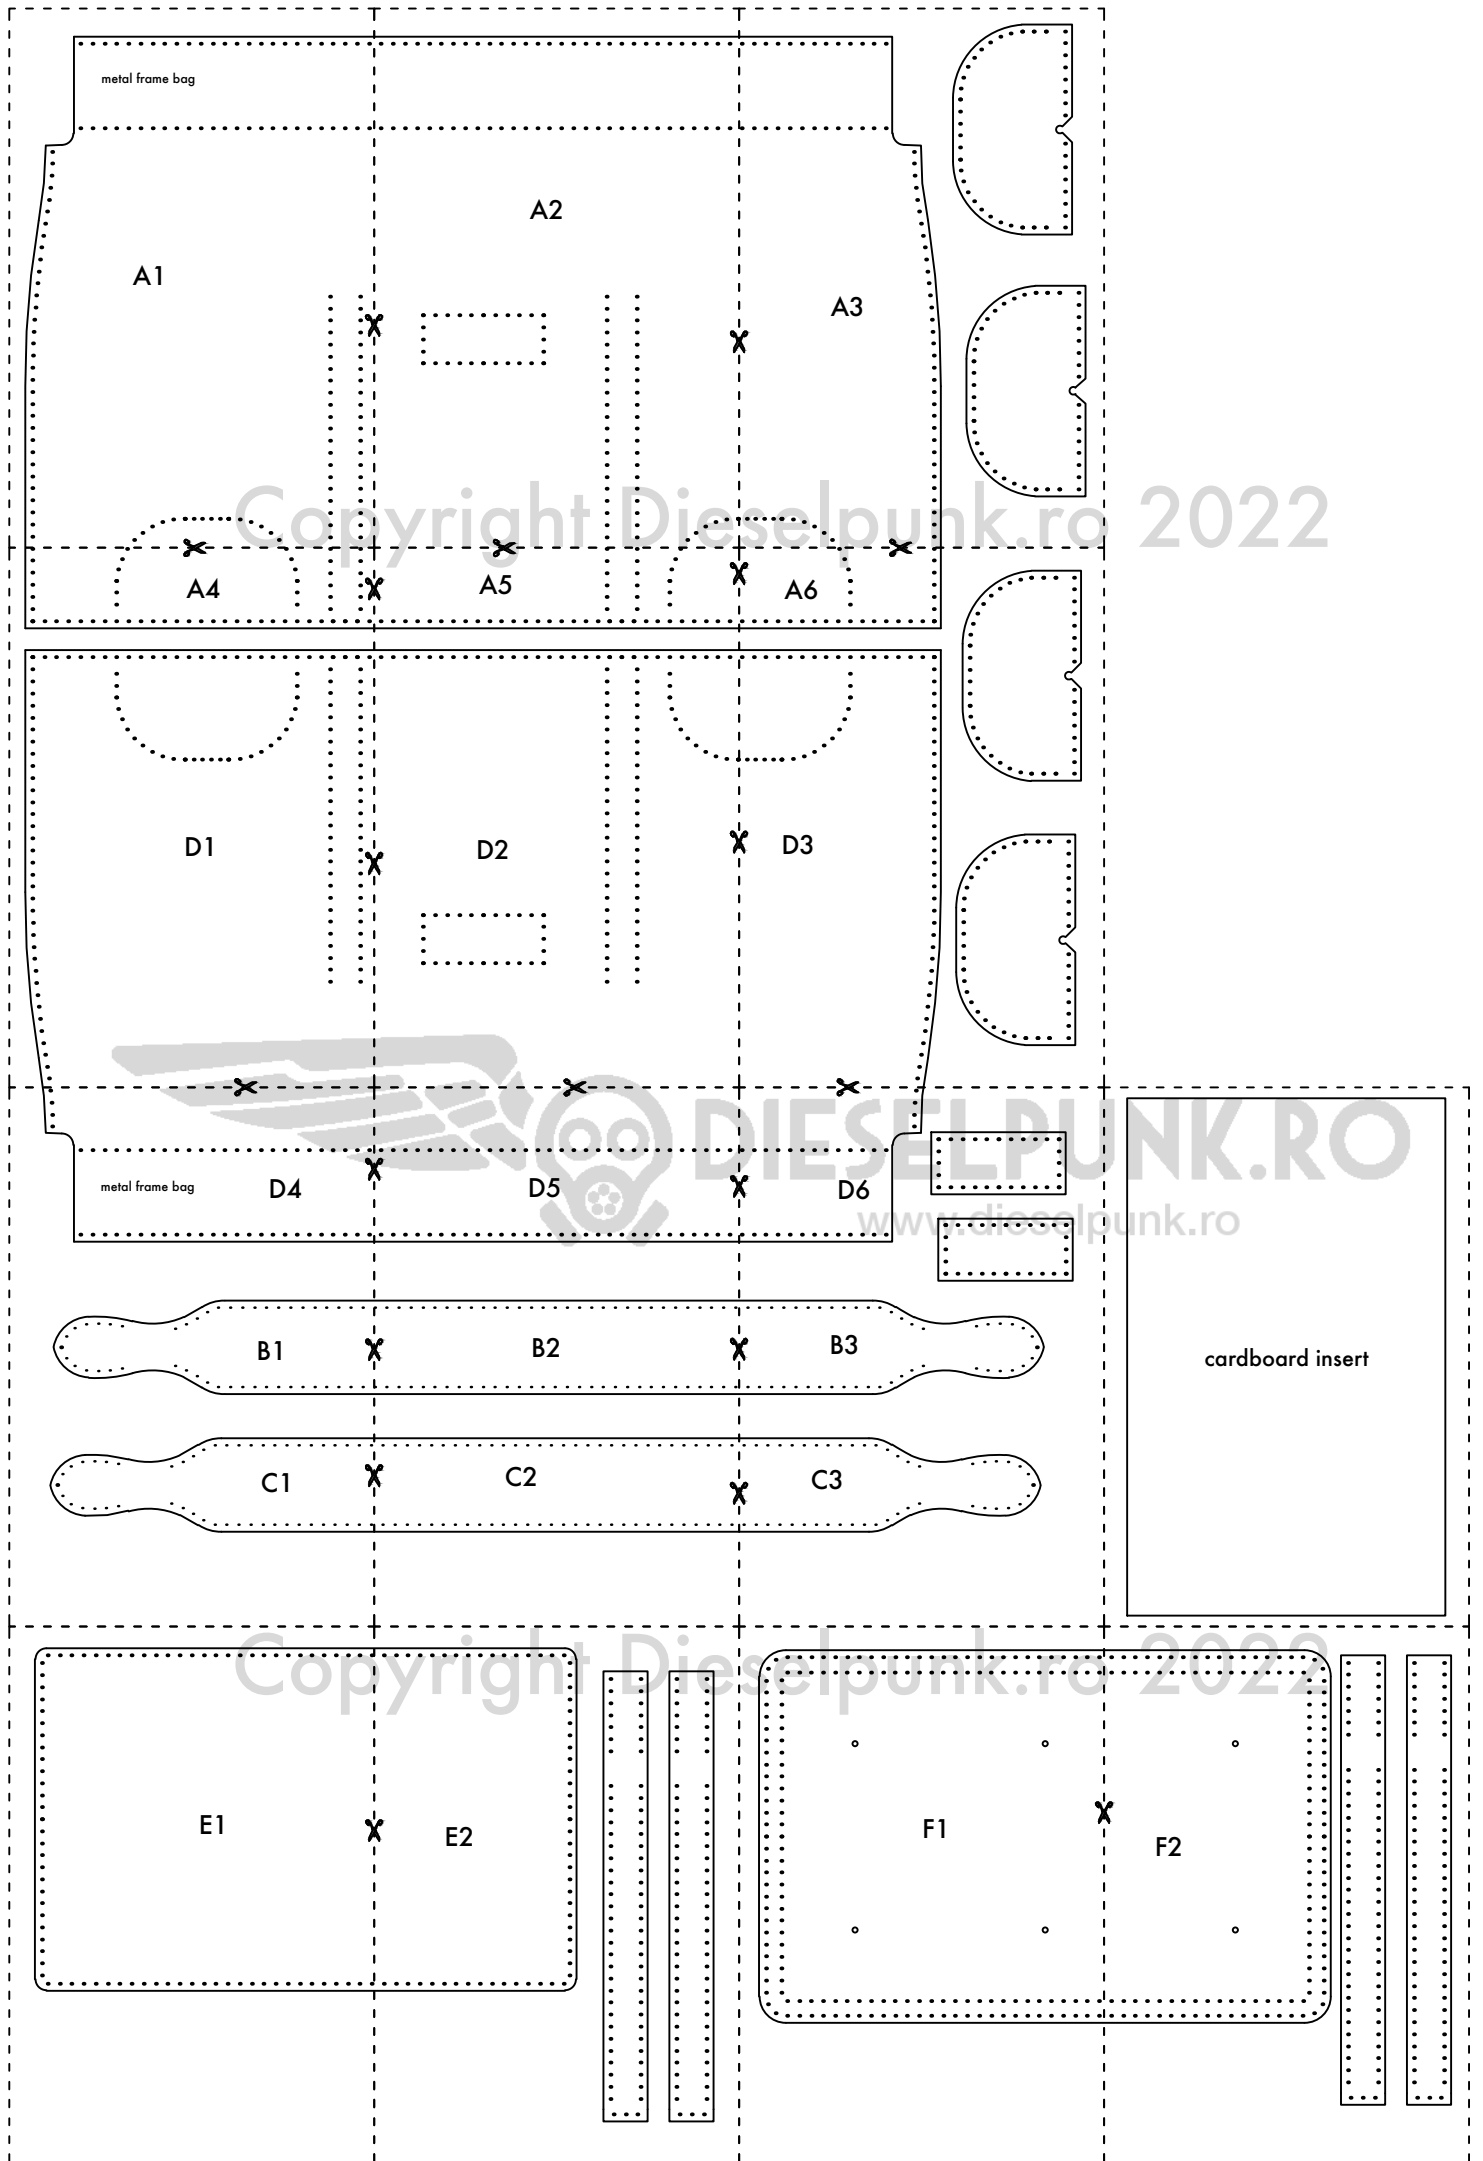 metal frame bag
A2
A1
A3
Copyright Dieselpunk.ro 2022
A4
A5
A6
D1
D2
D3
DIESELPUNK.RO
www.dieselpunk.ro
metal frame bag
D4
D5
D6
B1
B2
B3
cardboard insert
C1
C2
C3
Copyright Dieselpunk.ro 2022
E1
E2
F1
F2